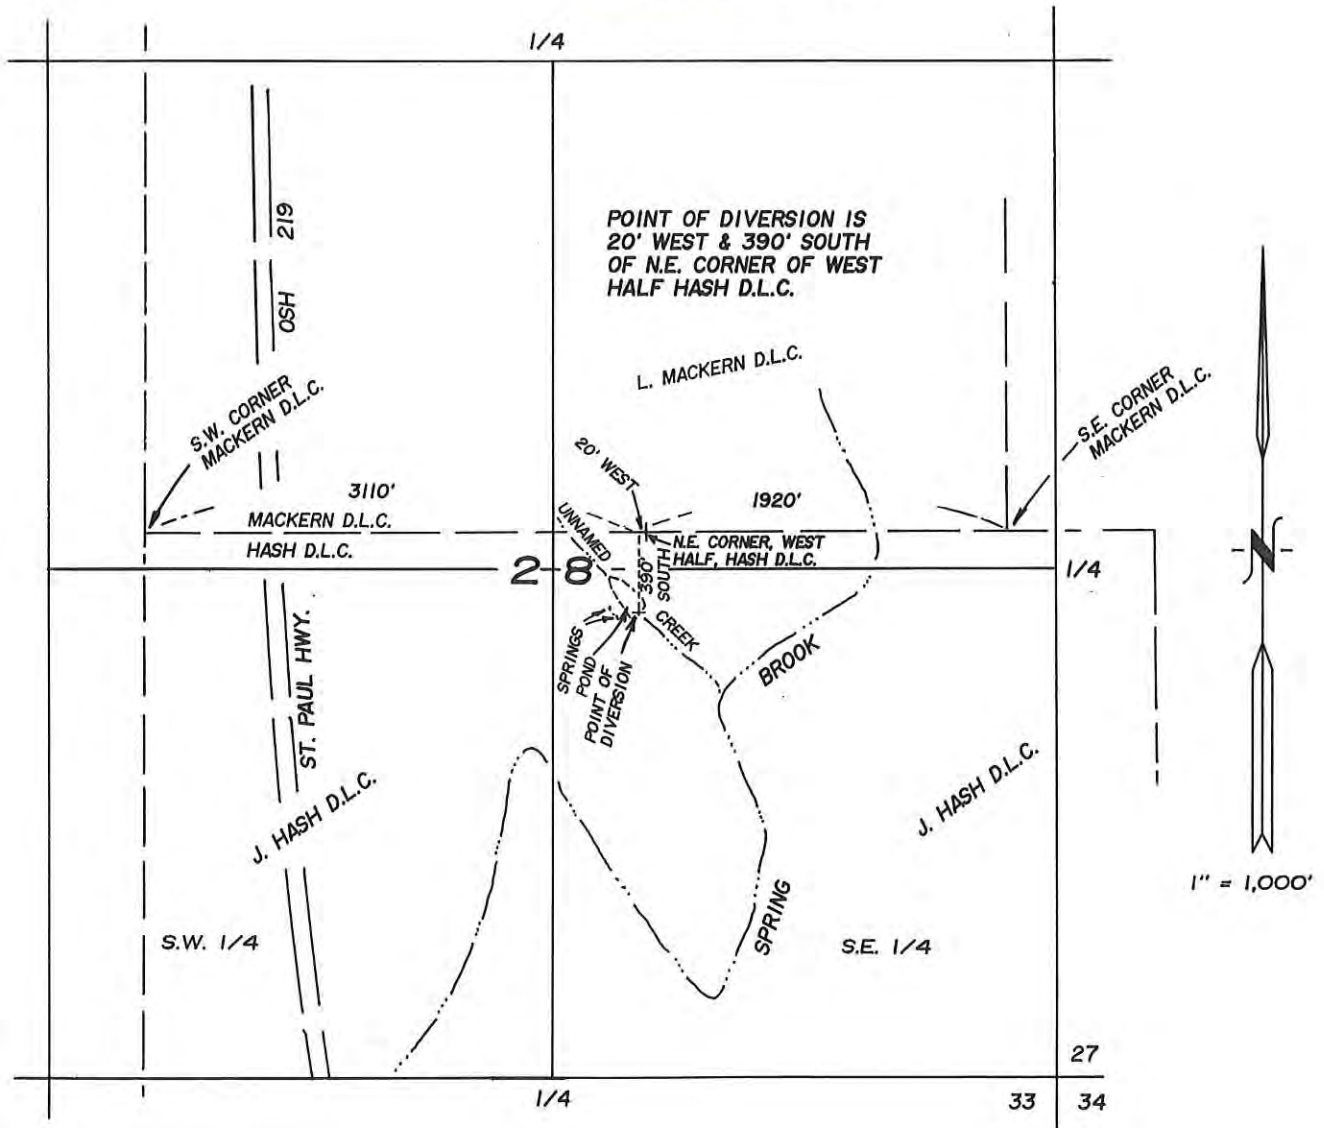 1/4
219
OSH
POINT OF DIVERSION IS
20' WEST & 390' SOUTH
OF N.E. CORNER OF WEST
HALF HASH D.L.C.
L. MACKERN D.L.C.
S.W. CORNER
MACKERN D.L.C.
S.E. CORNER
MACKERN D.L.C.
20' WEST
3110'
1920'
MACKERN D.L.C.
HASH D.L.C.
UNNAMED
N.E. CORNER, WEST
HALF, HASH D.L.C.
28
390'
SOUTH
1/4
CREEK
SPRINGS
POND
POINT OF
DIVERSION
BROOK
ST. PAUL HWY.
J. HASH D.L.C.
J. HASH D.L.C.
N
1" = 1,000'
SPRING
S.W. 1/4
S.E. 1/4
27
1/4
33
34